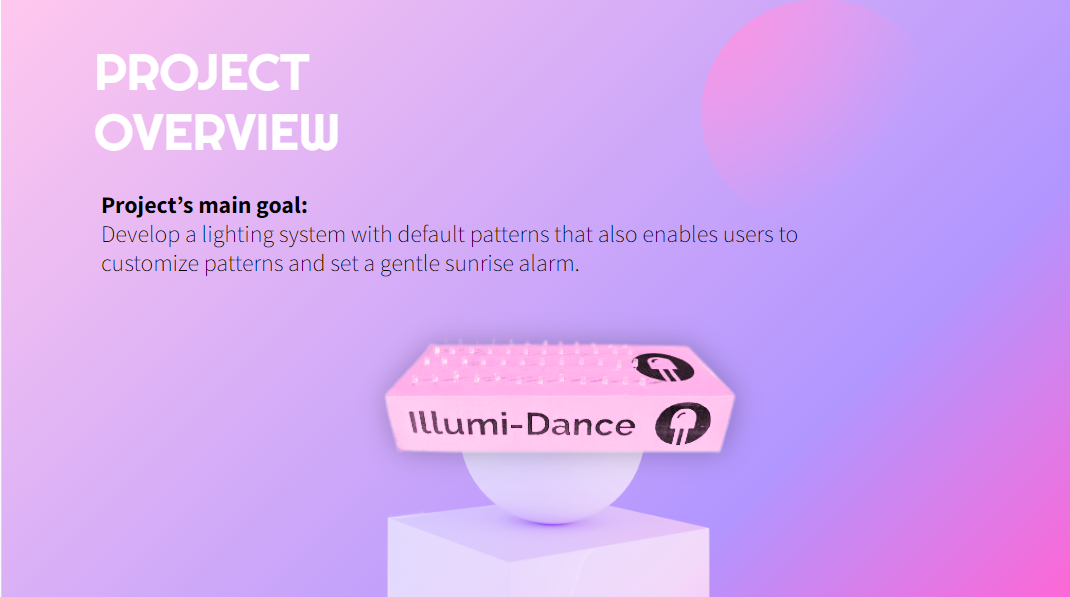 PROJECT
OVERVIEW
Project’s main goal:
Develop a lighting system with default patterns that also enables users to
customize patterns and set a gentle sunrise alarm.
Illumi-Dance